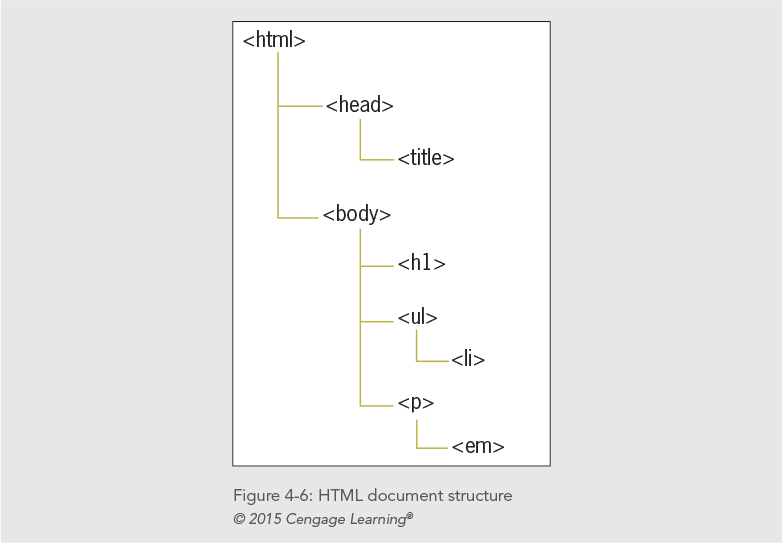 <html>
<head>
<title>
<body>
<h1>
<ul>
<li>
<p>
<em>
Figure 4-6: HTML document structure
© 2015 Cengage Learning®